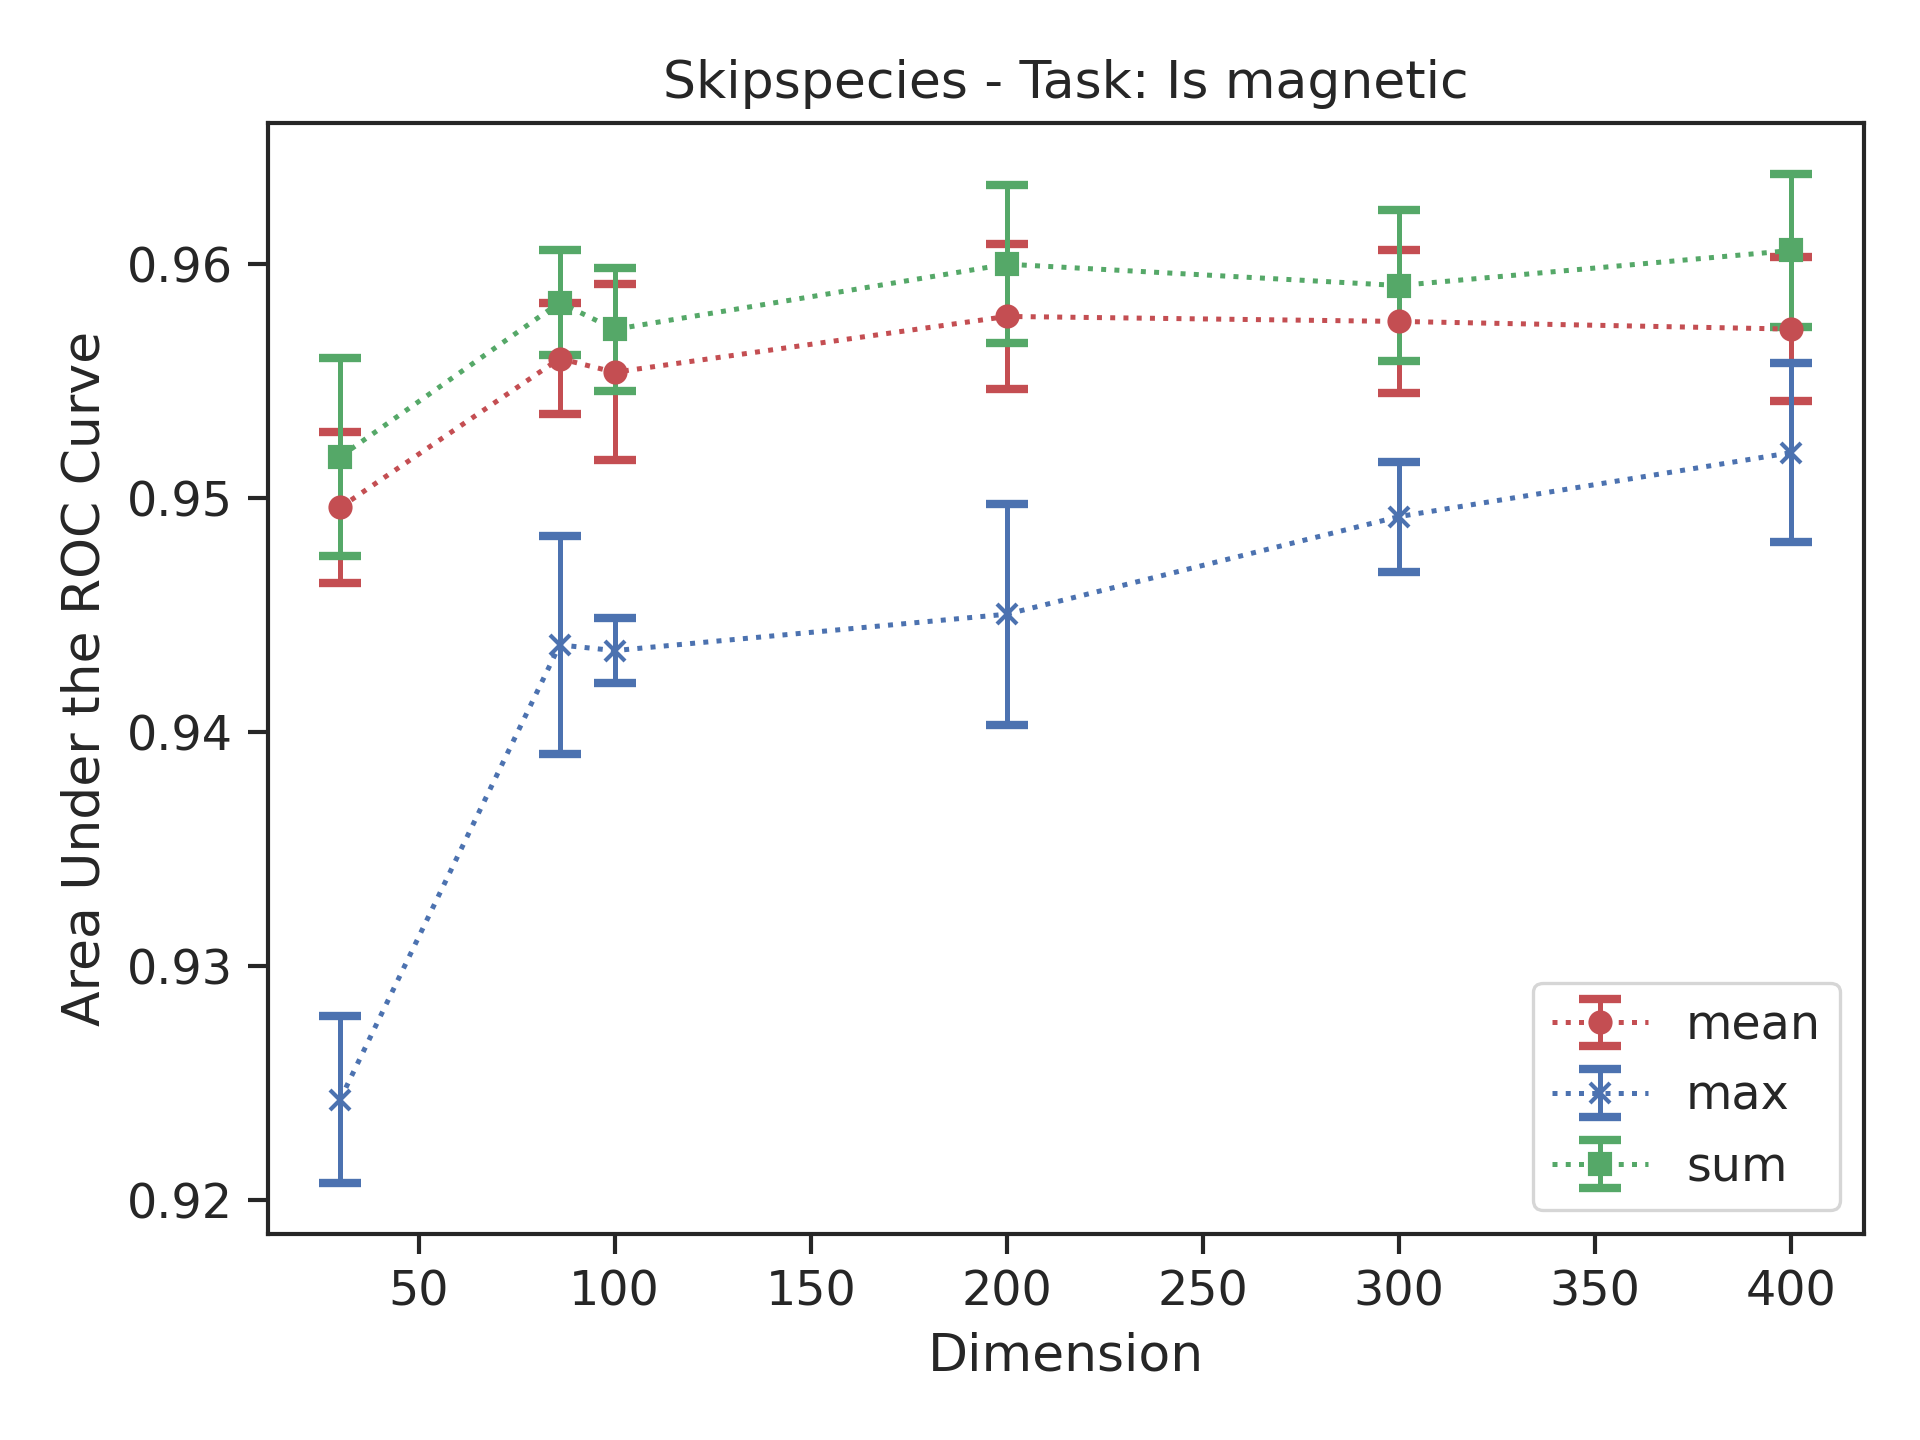 Skipspecies - Task: Is magnetic
Area Under the ROC Curve
0.96
0.95
0.94
0.93
0.92
50
100
150
200
250
300
350
400
Dimension
mean
max
sum